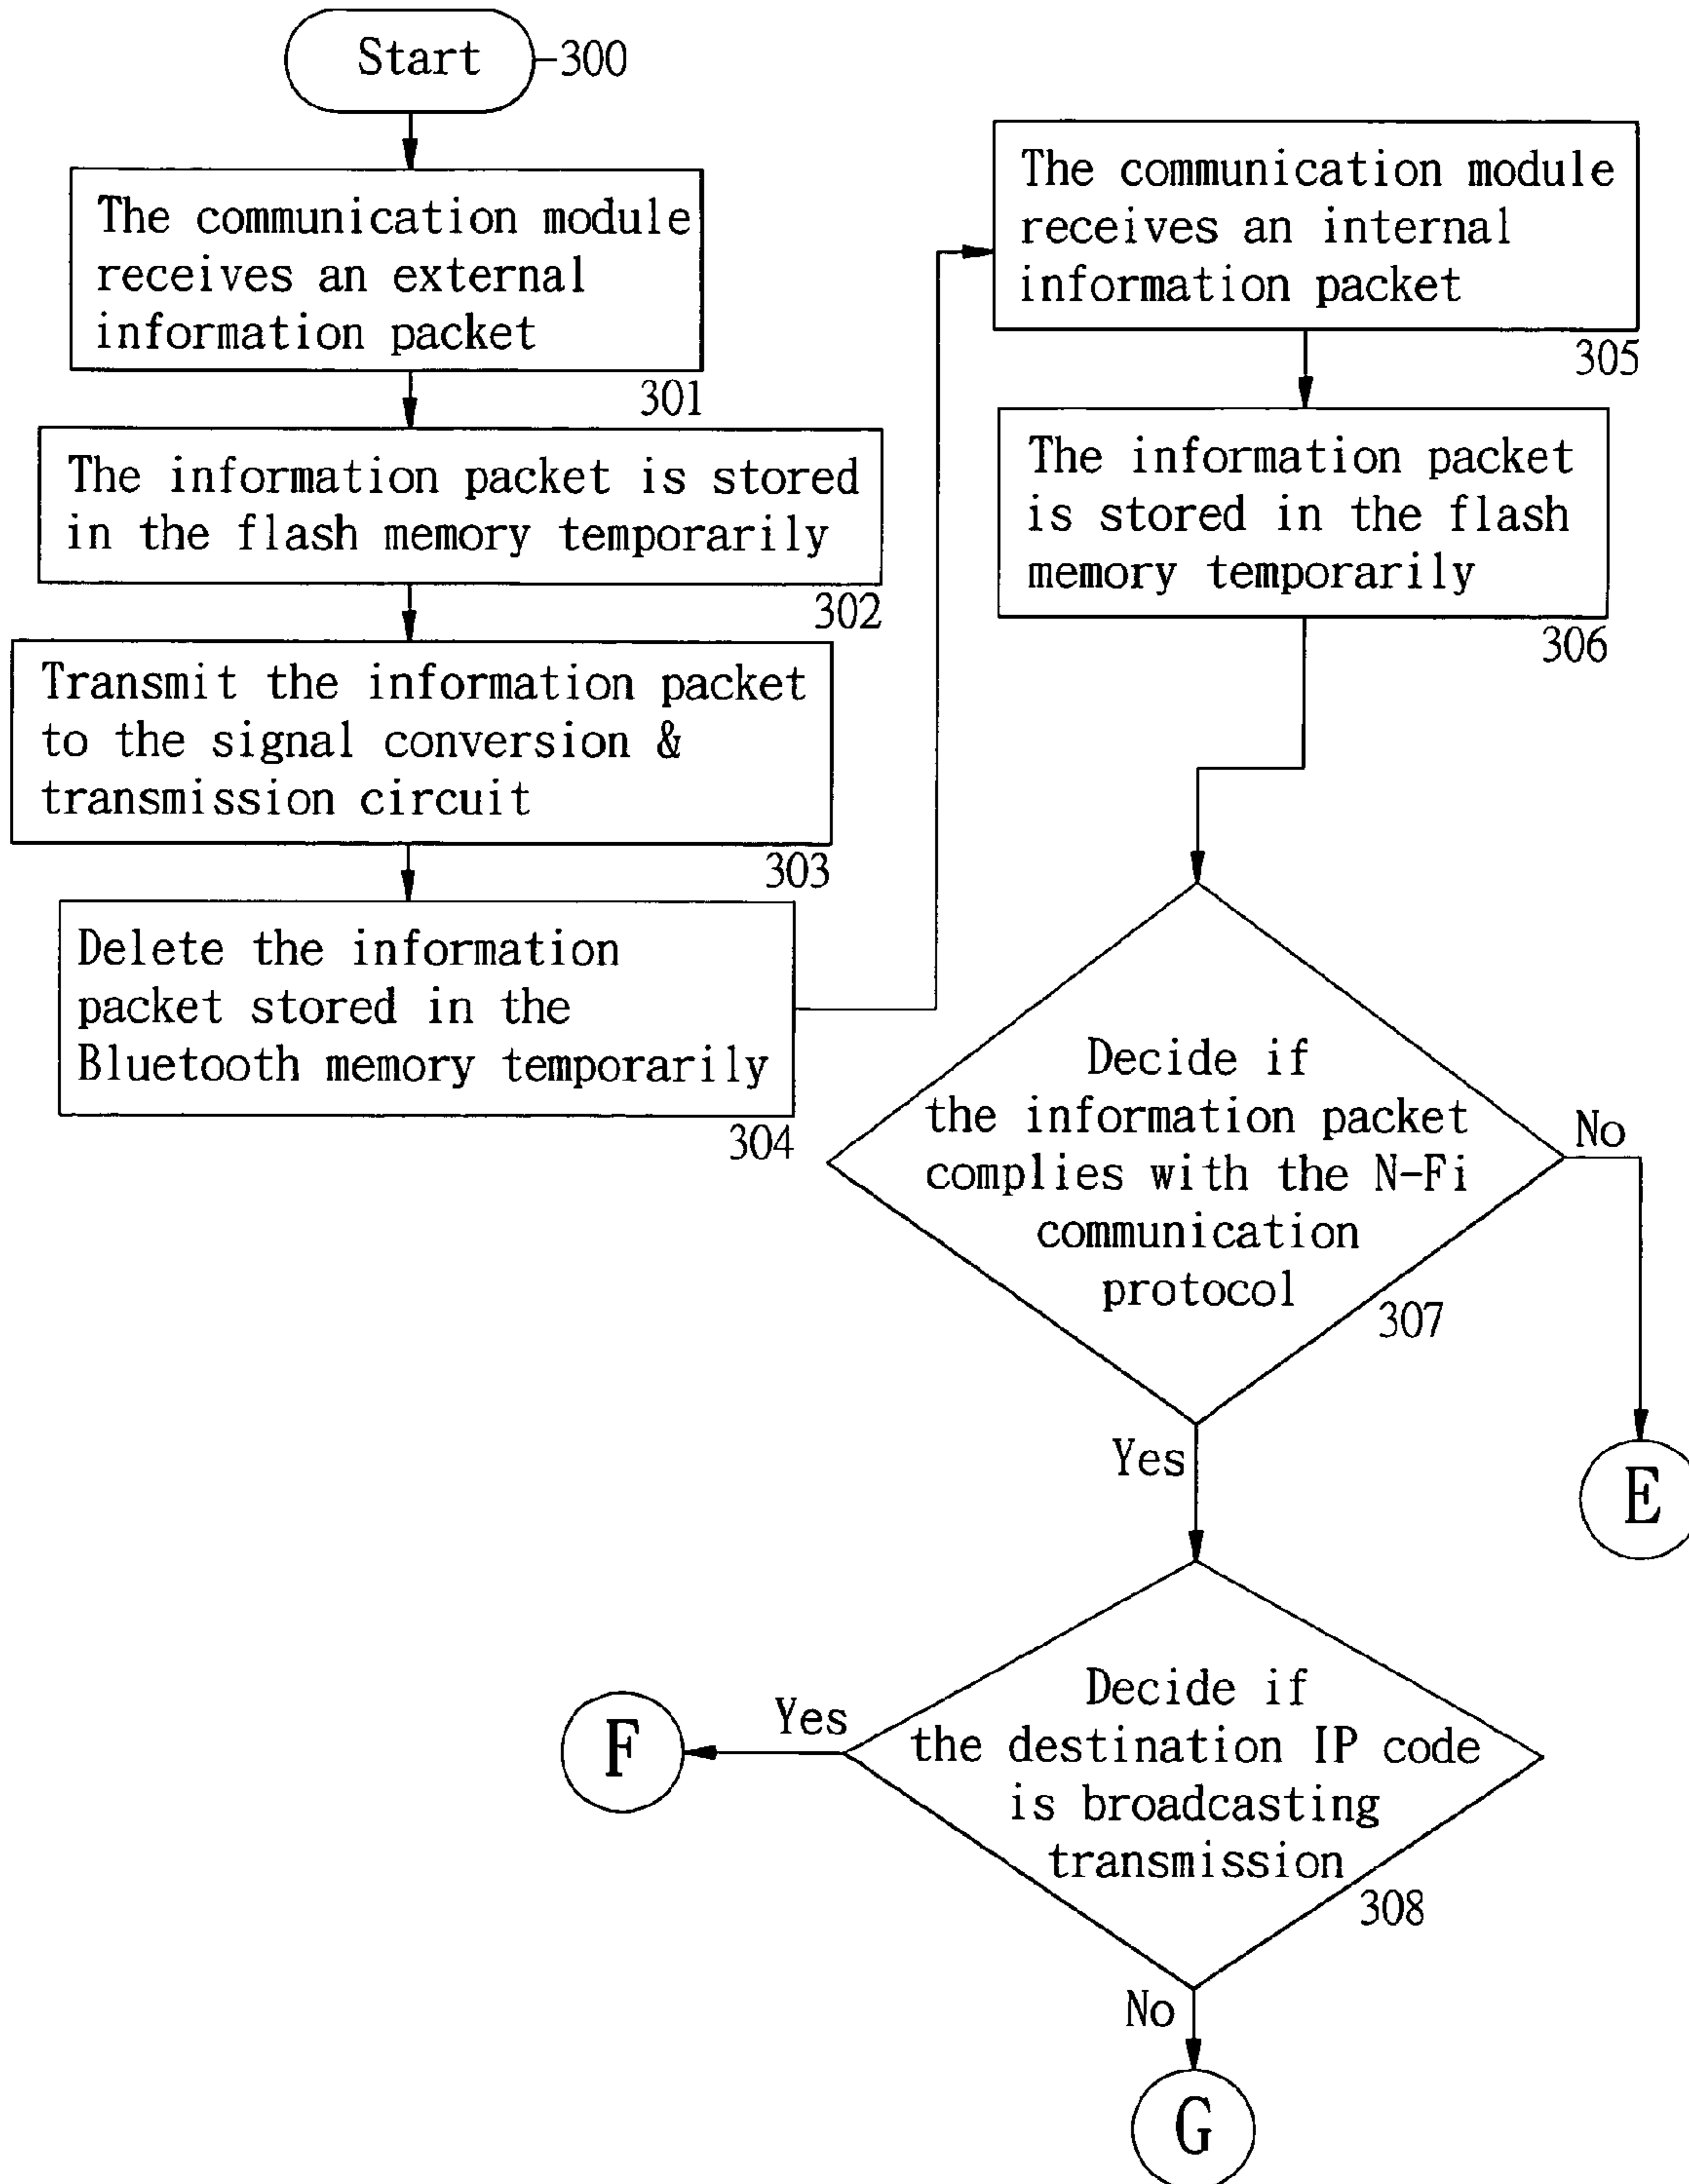 Start
300
The communication module
receives an external
information packet
301
The information packet is stored
in the flash memory temporarily
302
Transmit the information packet
to the signal conversion &
transmission circuit
303
Delete the information
packet stored in the
Bluetooth memory temporarily
304
The communication module
receives an internal
information packet
305
The information packet
is stored in the flash
memory temporarily
306
Decide if
the information packet
complies with the N-Fi
communication
protocol
307
No
E
Yes
Decide if
the destination IP code
is broadcasting
transmission
308
Yes
F
No
G